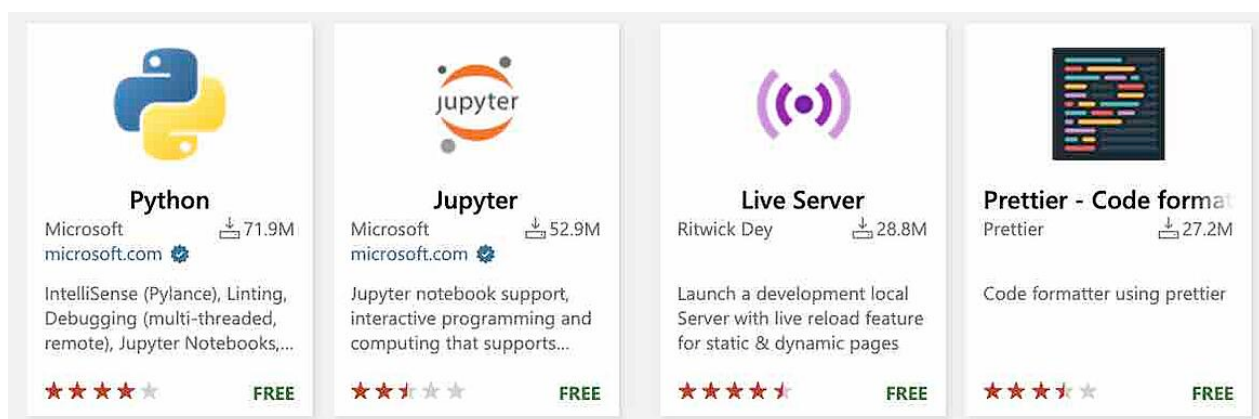 jupyter
Python
Microsoft 71.9M
microsoft.com
IntelliSense (Pylance), Linting,
Debugging (multi-threaded,
remote), Jupyter Notebooks,...
FREE
Jupyter
Microsoft 52.9M
microsoft.com
Jupyter notebook support,
interactive programming and
computing that supports...
FREE
Live Server
Ritwick Dey 28.8M
Launch a development local
Server with live reload feature
for static & dynamic pages
FREE
Prettier - Code format
Prettier 27.2M
Code formatter using prettier
FREE